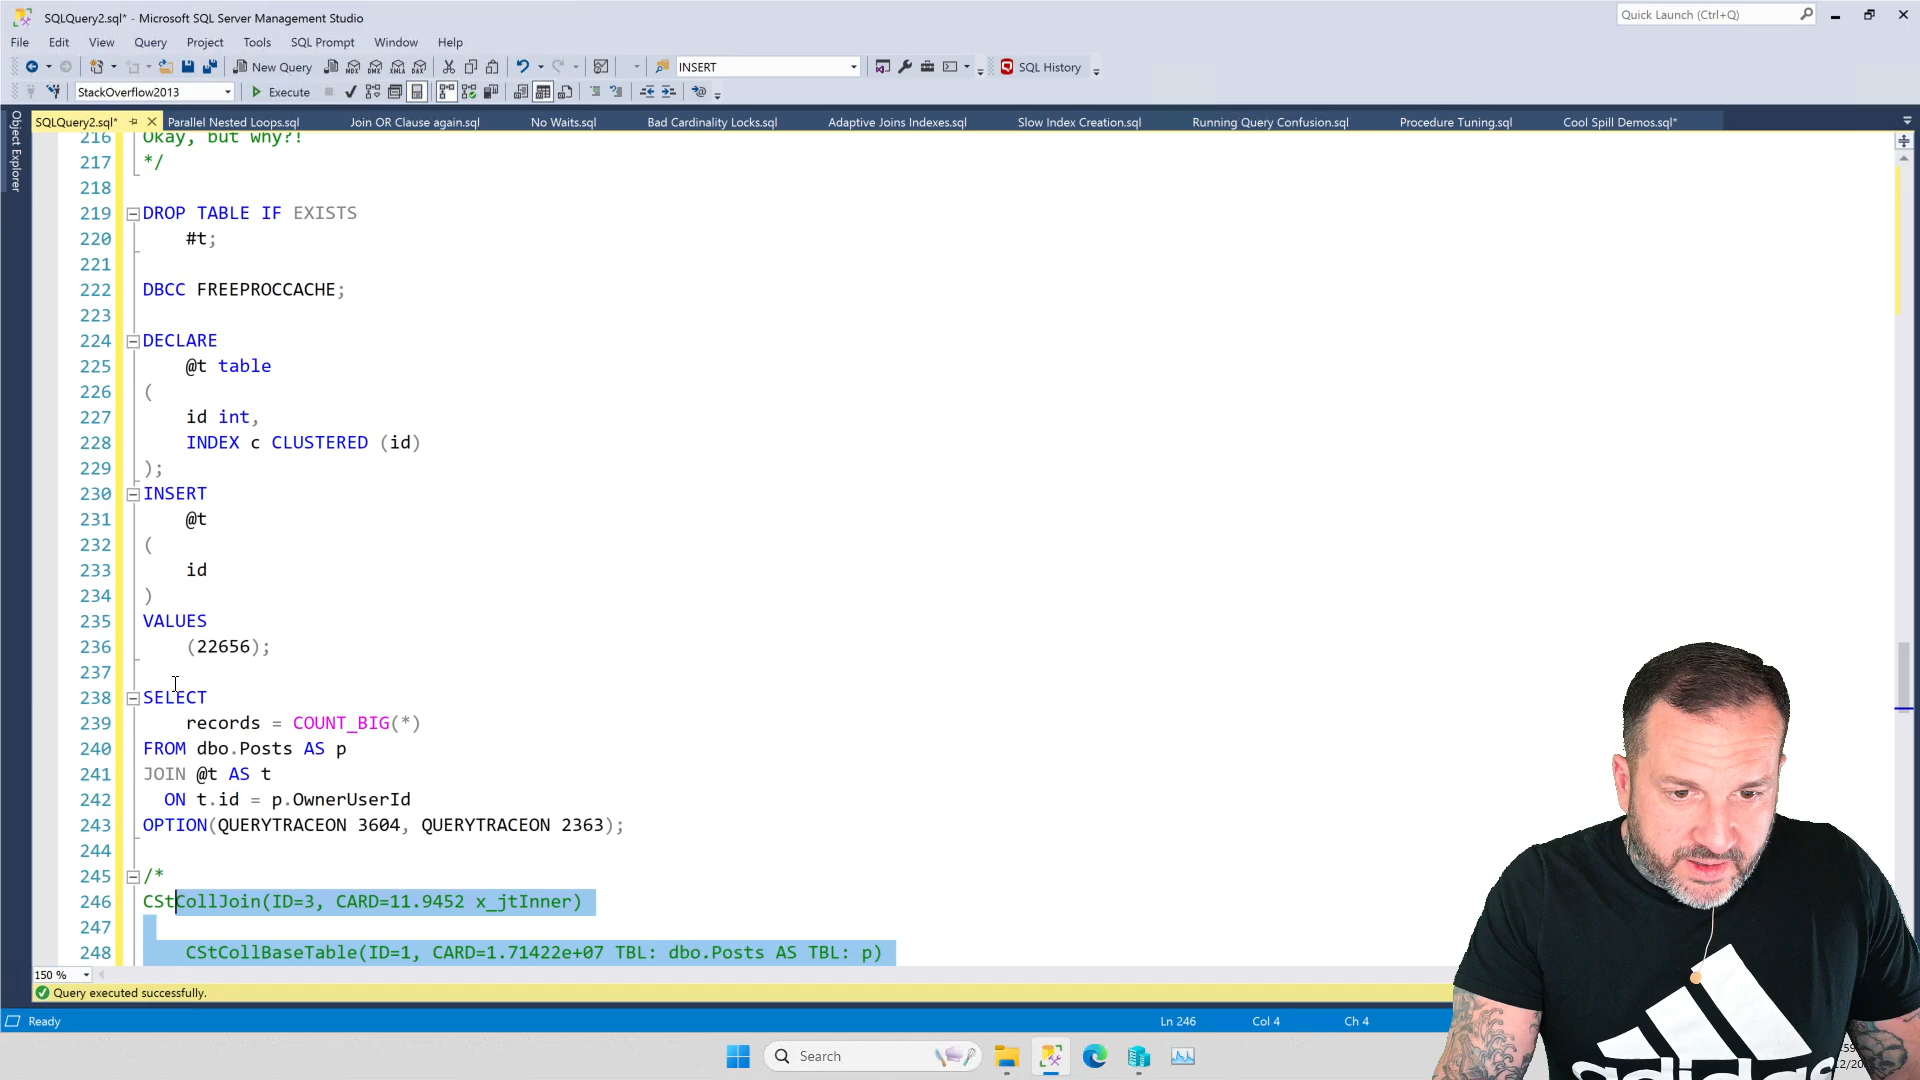 SQLQuery2.sql* - Microsoft SQL Server Management Studio
Quick Launch (Ctrl+Q)
File Edit View Query Project Tools SQL Prompt Window Help
New Query MDX DMX XMLA DAX INSERT SQL History
StackOverflow2013 Execute
SQLQuery2.sql* Parallel Nested Loops.sql Join OR Clause again.sql No Waits.sql Bad Cardinality Locks.sql Adaptive Joins Indexes.sql Slow Index Creation.sql Running Query Confusion.sql Procedure Tuning.sql Cool Spill Demos.sql*
Object Explorer
216 Okay, but why?!
217 */
218
219 DROP TABLE IF EXISTS
220 #t;
221
222 DBCC FREEPROCCACHE;
223
224 DECLARE
225 @t table
226 (
227 id int,
228 INDEX c CLUSTERED (id)
229 );
230 INSERT
231 @t
232 (
233 id
234 )
235 VALUES
236 (22656);
237
238 SELECT
239 records = COUNT_BIG(*)
240 FROM dbo.Posts AS p
241 JOIN @t AS t
242 ON t.id = p.OwnerUserId
243 OPTION(QUERYTRACEON 3604, QUERYTRACEON 2363);
244
245 /*
246 CStCollJoin(ID=3, CARD=11.9452 x_jtInner)
247
248 CStCollBaseTable(ID=1, CARD=1.71422e+07 TBL: dbo.Posts AS TBL: p)
150 %
Query executed successfully.
Ready Ln 246 Col 4 Ch 4
Search
adidas